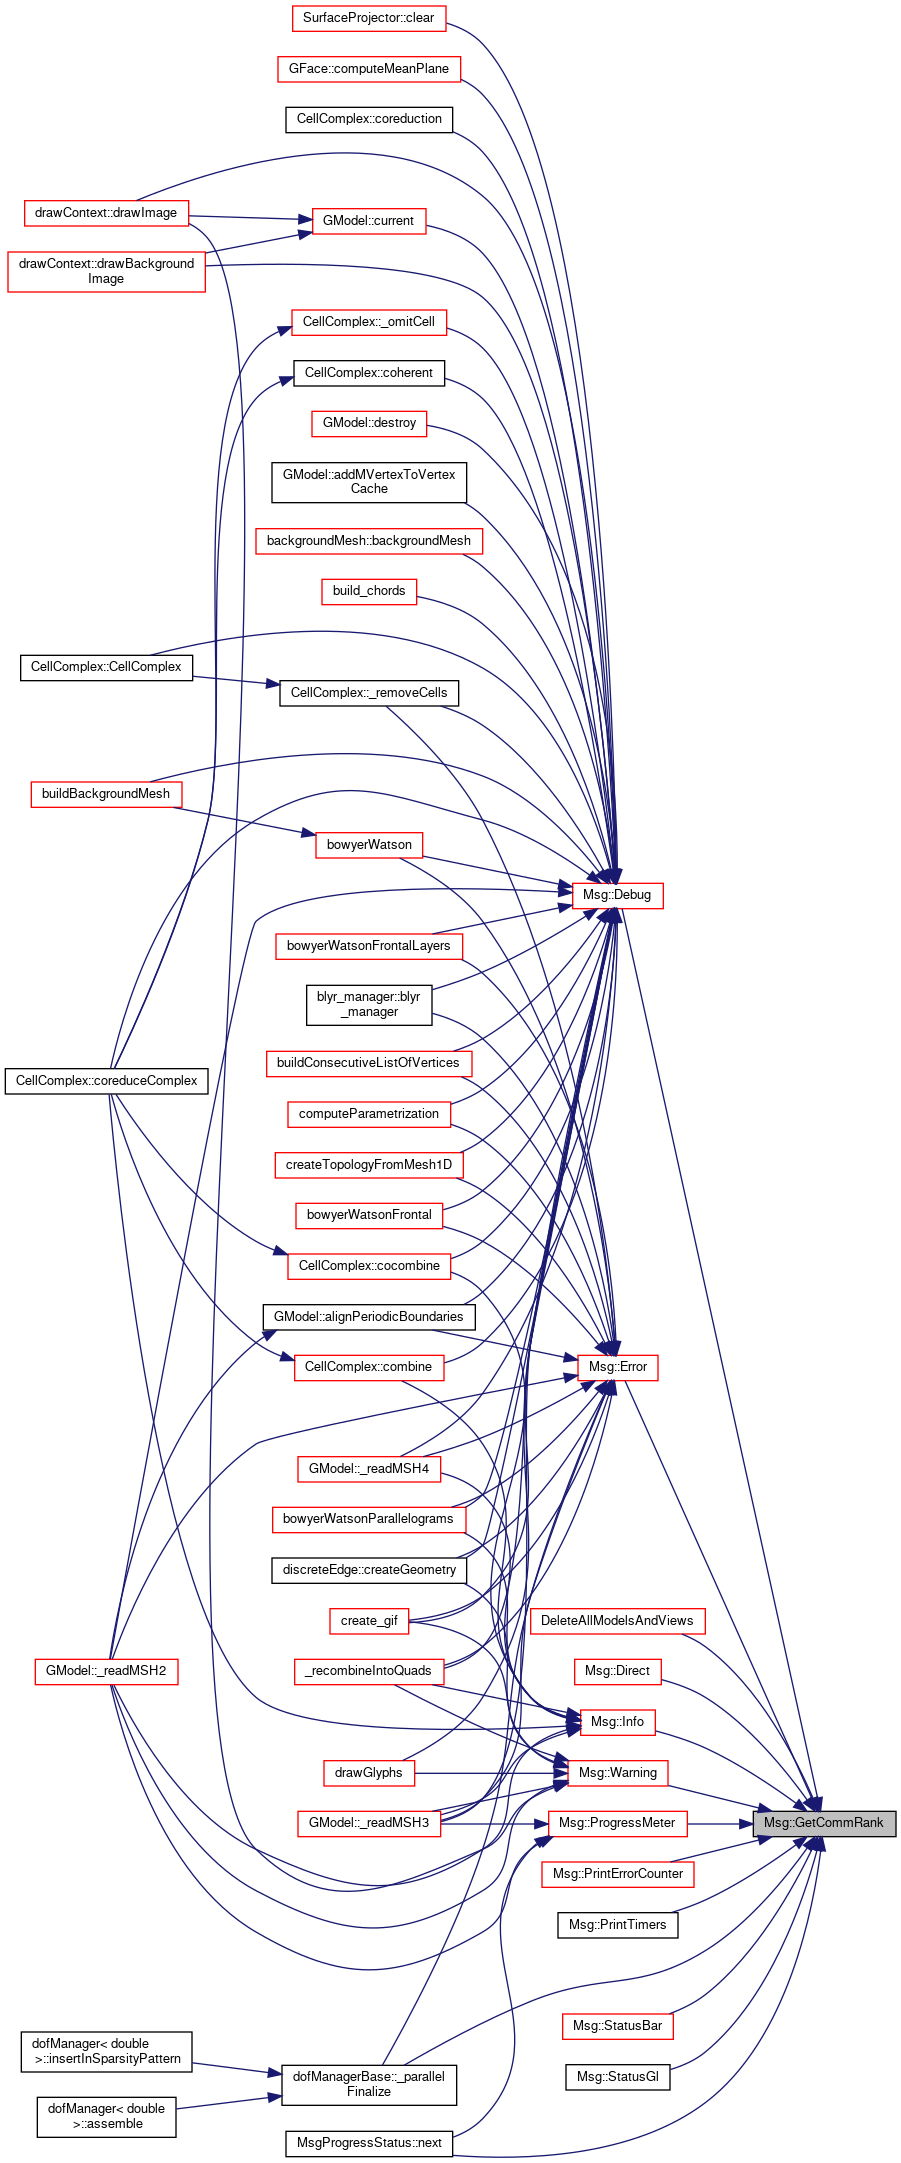 SurfaceProjector::clear
GFace::computeMeanPlane
CellComplex::coreduction
drawContext::drawImage
GModel::current
drawContext::drawBackground
Image
CellComplex::_omitCell
CellComplex::coherent
GModel::destroy
GModel::addMVertexToVertex
Cache
backgroundMesh::backgroundMesh
build_chords
CellComplex::CellComplex
CellComplex::_removeCells
buildBackgroundMesh
bowyerWatson
Msg::Debug
bowyerWatsonFrontalLayers
blyr_manager::blyr
_manager
buildConsecutiveListOfVertices
CellComplex::coreduceComplex
computeParametrization
createTopologyFromMesh1D
bowyerWatsonFrontal
CellComplex::cocombine
GModel::alignPeriodicBoundaries
CellComplex::combine
Msg::Error
GModel::_readMSH4
bowyerWatsonParallelograms
discreteEdge::createGeometry
create_gif
DeleteAllModelsAndViews
GModel::_readMSH2
_recombineIntoQuads
Msg::Direct
Msg::Info
drawGlyphs
Msg::Warning
GModel::_readMSH3
Msg::ProgressMeter
Msg::GetCommRank
Msg::PrintErrorCounter
Msg::PrintTimers
Msg::StatusBar
dofManager< double
>::insertInSparsityPattern
Msg::StatusGl
dofManagerBase::_parallel
Finalize
dofManager< double
>::assemble
MsgProgressStatus::next